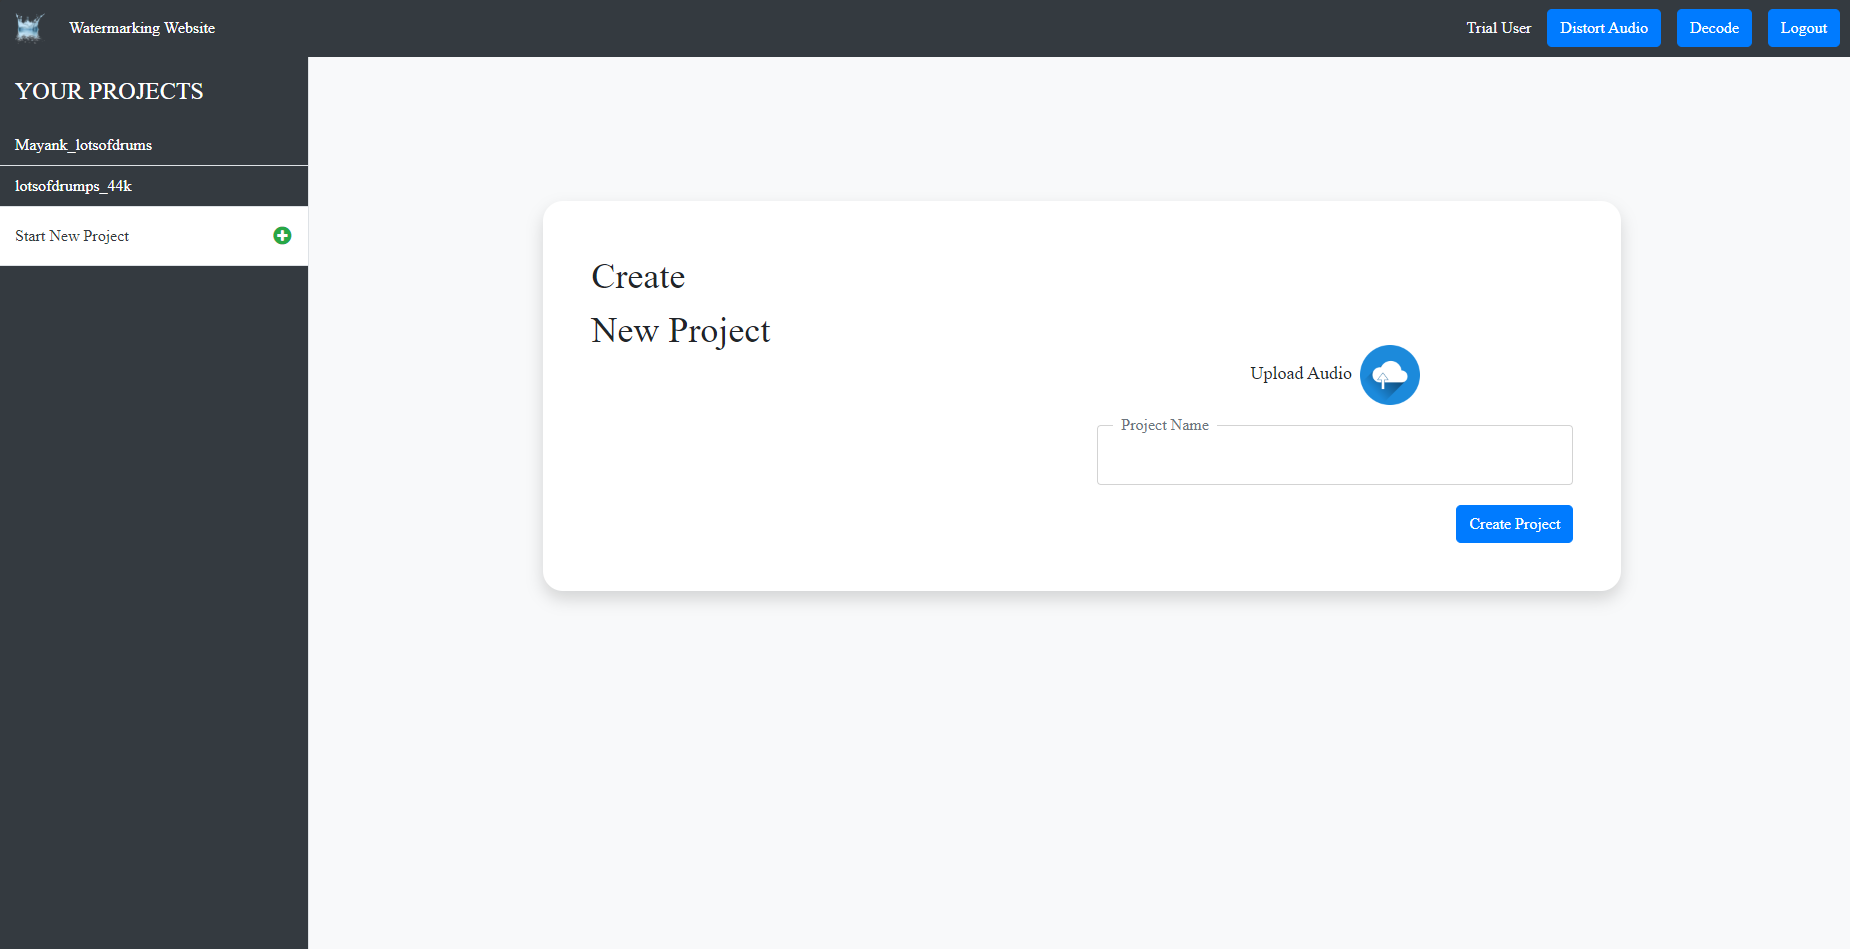 Watermarking Website
Trial User
Distort Audio
Decode
Logout
YOUR PROJECTS
Mayank_lotsofdrums
lotsofdrumps_44k
Start New Project
Create
New Project
Upload Audio
Project Name
Create Project